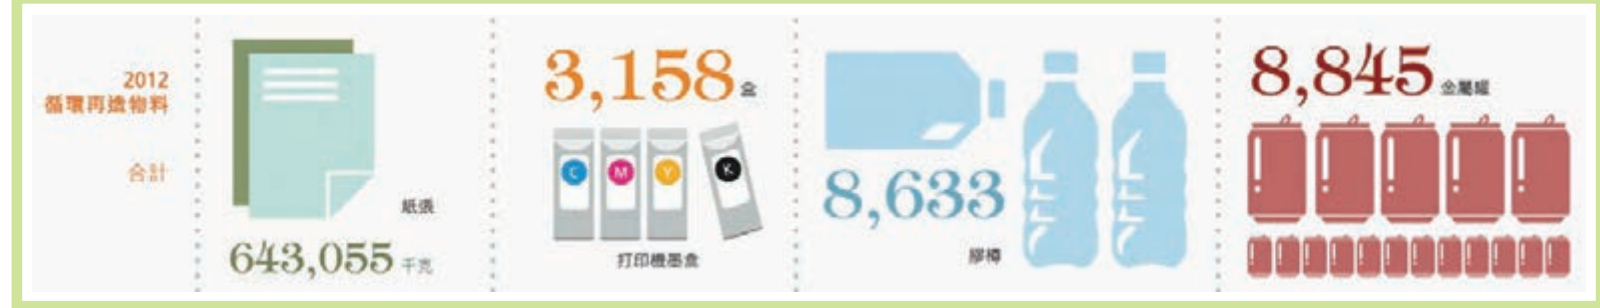 2012
循環再造物料
合計
紙張
643,055 千克
3,158 盒
C M Y K
打印機墨盒
8,633
膠樽
8,845 金屬罐